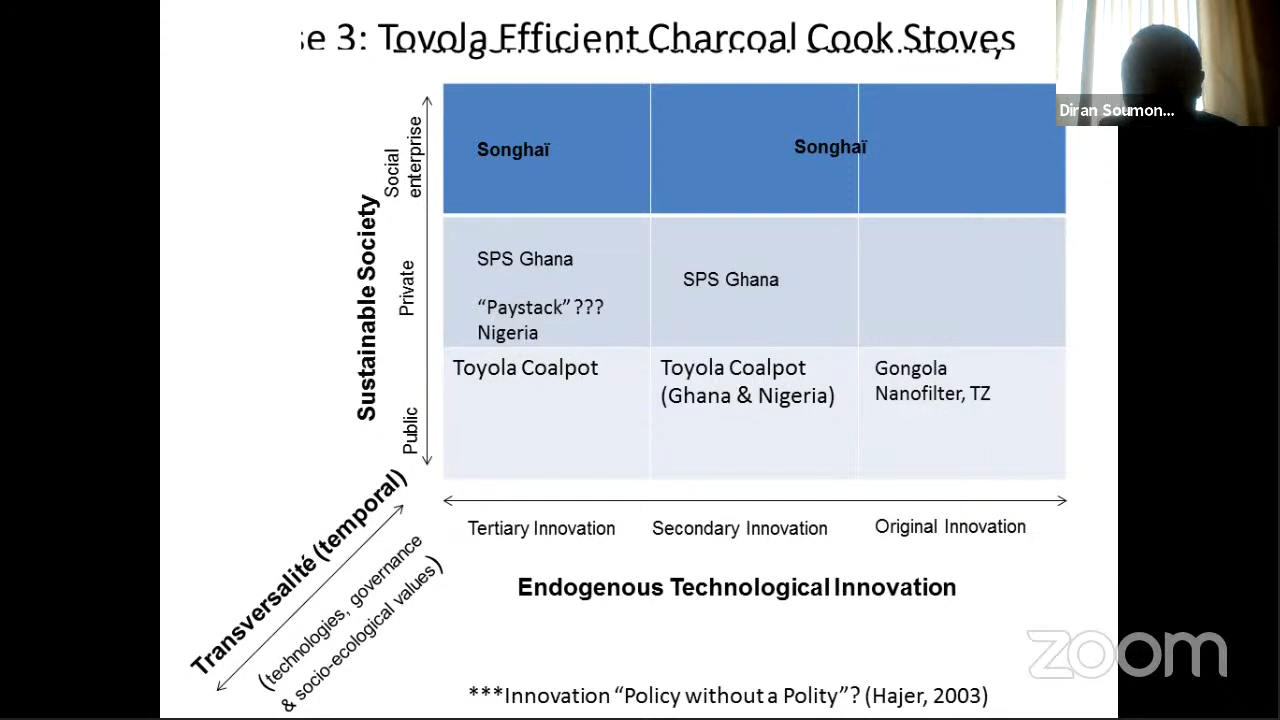 se 3: Toyola Efficient Charcoal Cook Stoves
Diran Soumon...
Social
enterprise
Songhaï
Songhaï
Sustainable Society
Private
SPS Ghana
SPS Ghana
“Paystack” ???
Nigeria
Public
Toyola Coalpot
Toyola Coalpot
(Ghana & Nigeria)
Gongola
Nanofilter, TZ
Tertiary Innovation
Secondary Innovation
Original Innovation
Endogenous Technological Innovation
Transversalité (temporal)
(technologies, governance
& socio-ecological values)
zoom
***Innovation “Policy without a Polity”? (Hajer, 2003)